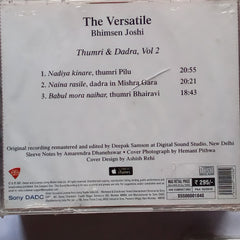 The Versatile
Bhimsen Joshi
Thumri & Dadra, Vol 2
1. Nadiya kinare, thumri Pilu 20:55
2. Naina rasile, dadra in Mishra Gara 20:21
3. Babul mora naihar, thumri Bhairavi 18:43
Original recording remastered and edited by Deepak Samson at Digital Sound Studio, New Delhi
Sleeve Notes by Amarendra Dhaneshwar • Cover Photograph by Hemant Pithwa
Cover Design by Ashish Rehi
Sony DADC
₹ 295/-